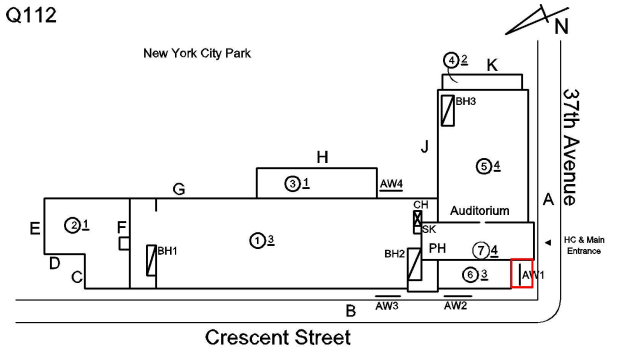 Q112
N
New York City Park
④ 2
K
BH3
37th Avenue
H
J
③ 1
AW4
⑤ 4
G
A
CH
Auditorium
E
② 1
F
SK
① 3
HC & Main
Entrance
BH1
BH2
PH
⑦ 4
D
C
⑥ 3
AW1
B
AW3
AW2
Crescent Street